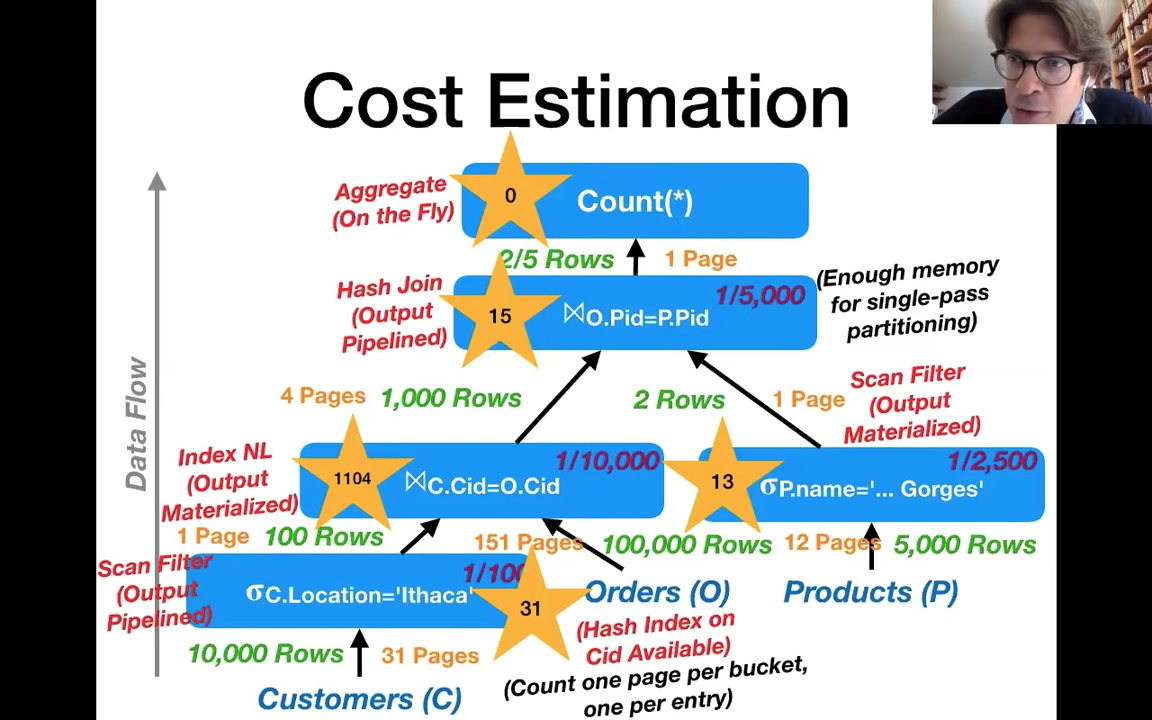 Cost Estimation
Aggregate
(On the Fly)
0
Count(*)
2/5 Rows
1 Page
Hash Join
(Output
Pipelined)
15
⋈O.Pid=P.Pid
1/5,000
(Enough memory
for single-pass
partitioning)
Data Flow
4 Pages
1,000 Rows
2 Rows
1 Page
Scan Filter
(Output
Materialized)
Index NL
(Output
Materialized)
1104
⋈C.Cid=O.Cid
1/10,000
13
σP.name='... Gorges'
1/2,500
1 Page
100 Rows
151 Pages
100,000 Rows
12 Pages
5,000 Rows
Scan Filter
(Output
Pipelined)
σC.Location='Ithaca'
1/100
31
Orders (O)
Products (P)
(Hash Index on
Cid Available)
10,000 Rows
31 Pages
(Count one page per bucket,
one per entry)
Customers (C)